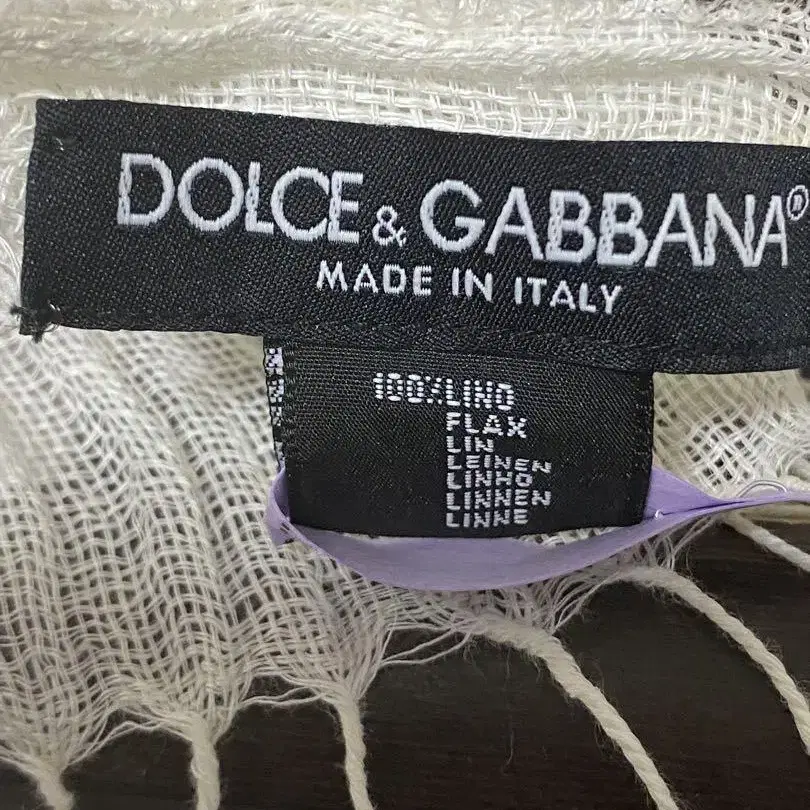 DOLCE & GABBANA®
MADE IN ITALY
100%LINO
FLAX
LIN
LEINEN
LINHO
LINNEN
LINNE